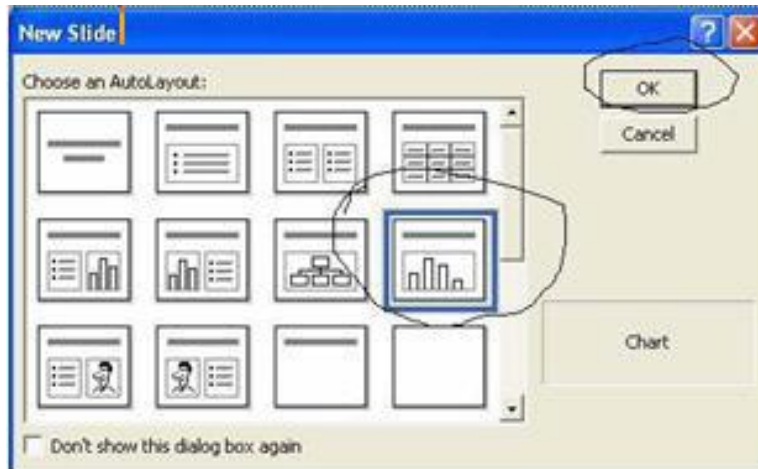 New Slide
Choose an AutoLayout:
OK
Cancel
Chart
Don't show this dialog box again